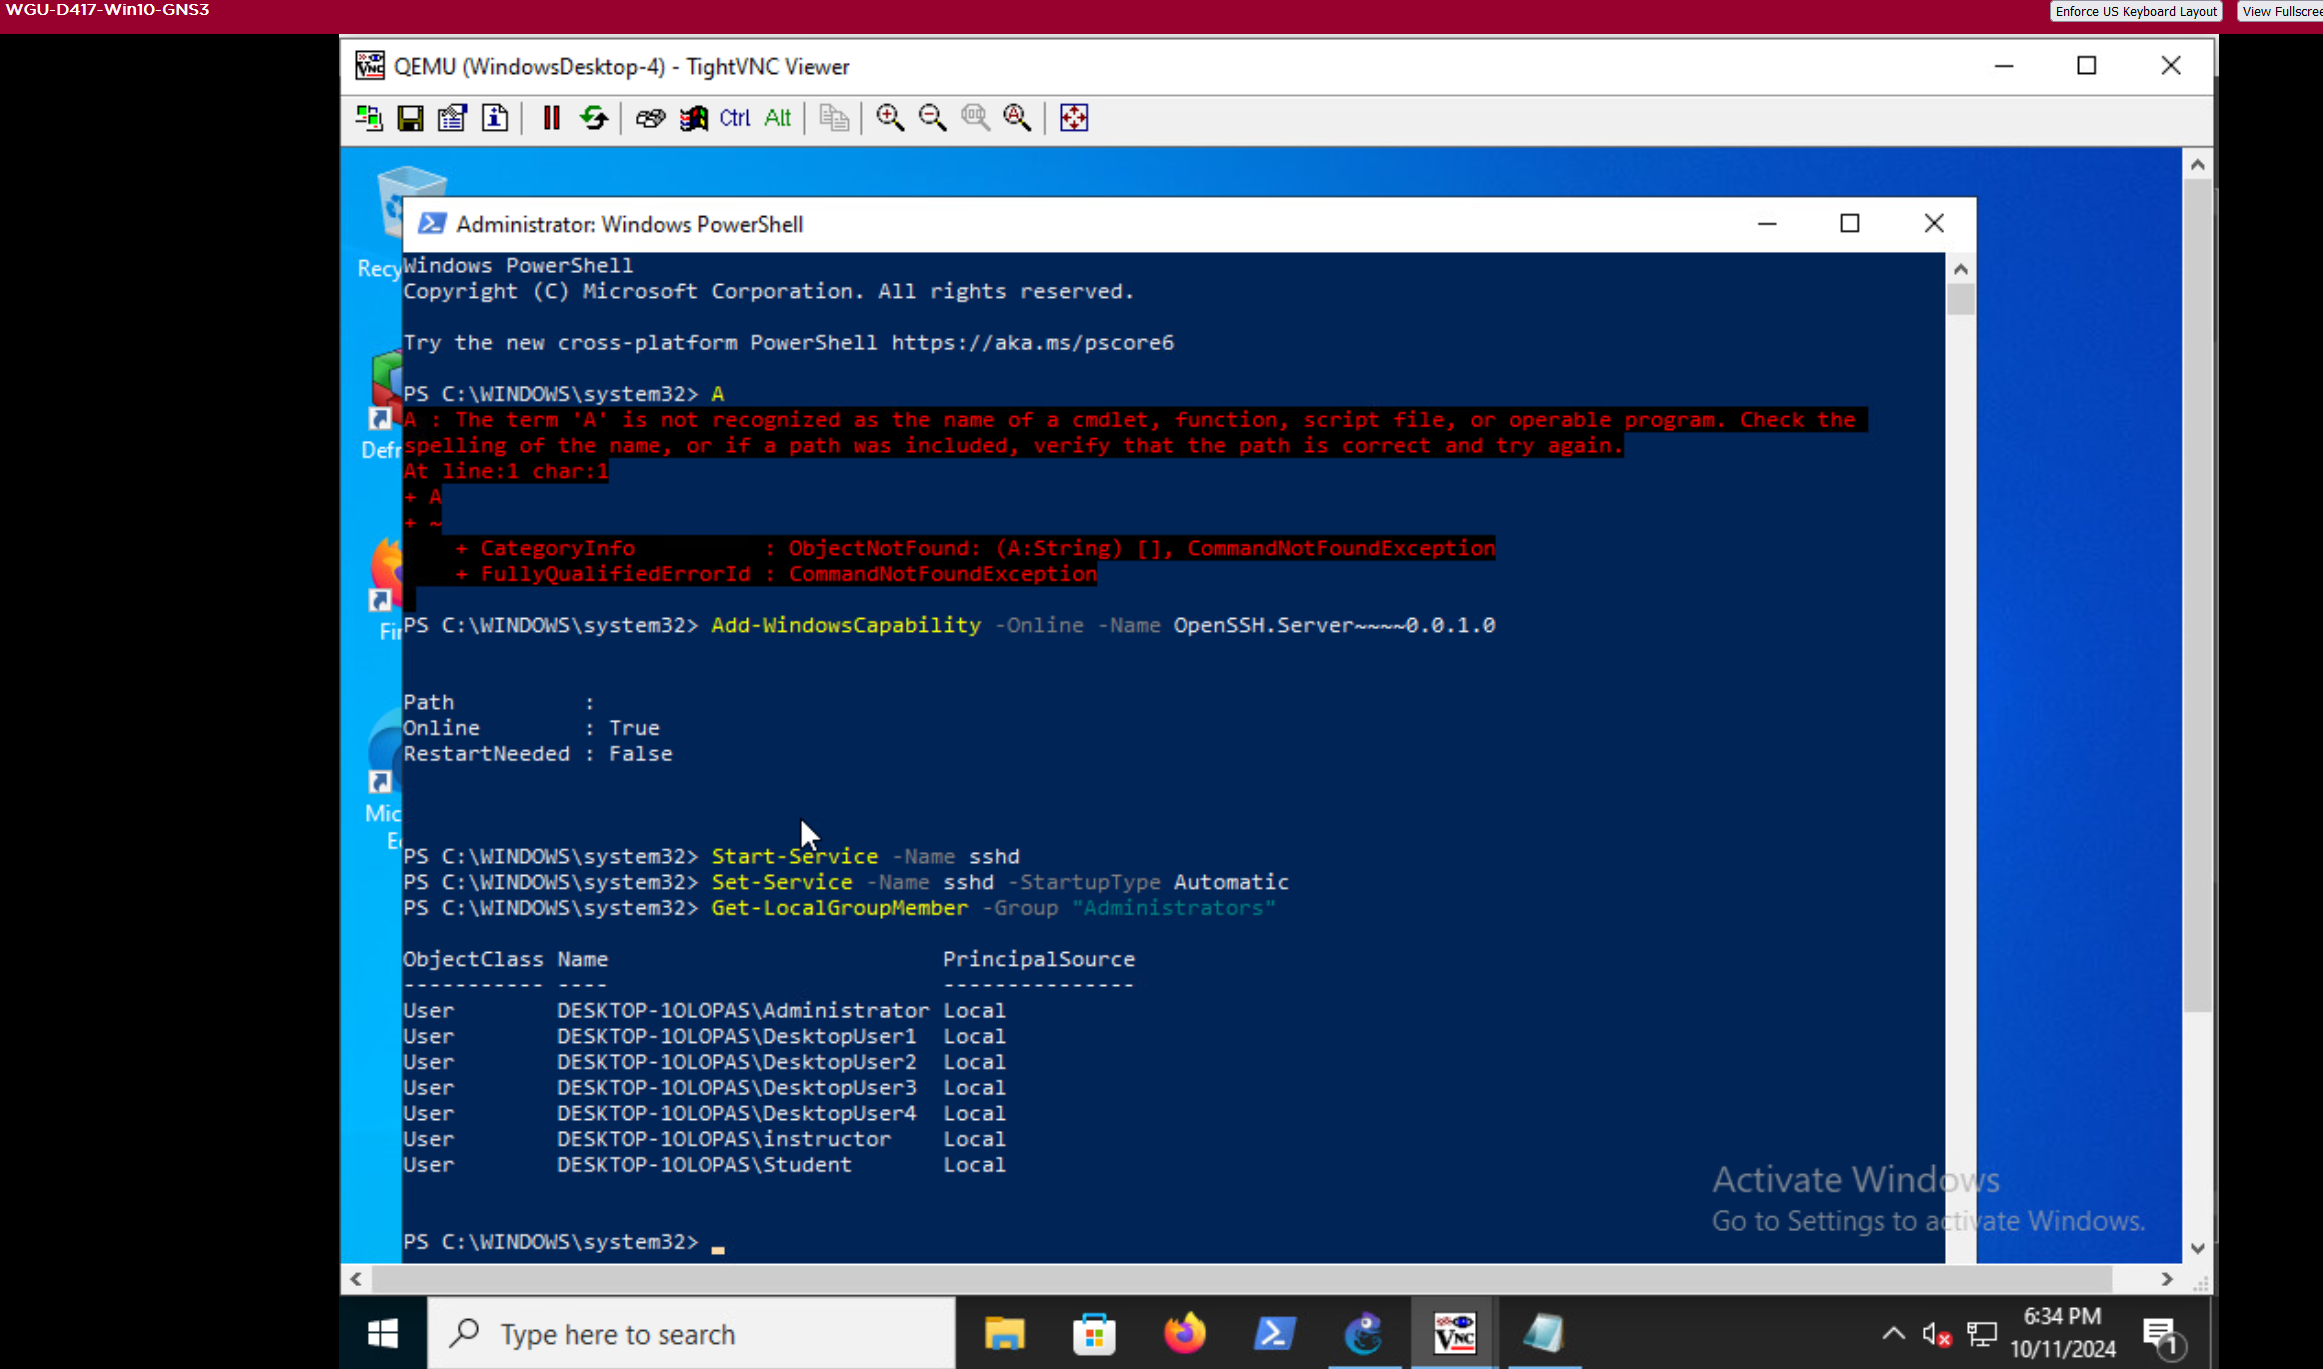 WGU-D417-Win10-GNS3
Enforce US Keyboard Layout
View Fullscree
QEMU (WindowsDesktop-4) - TightVNC Viewer
Ctrl Alt
Administrator: Windows PowerShell
Recy
Defr
Fir
Mic
E
Windows PowerShell
Copyright (C) Microsoft Corporation. All rights reserved.
Try the new cross-platform PowerShell https://aka.ms/pscore6
PS C:\WINDOWS\system32> A
A : The term 'A' is not recognized as the name of a cmdlet, function, script file, or operable program. Check the
spelling of the name, or if a path was included, verify that the path is correct and try again.
At line:1 char:1
+ A
+ ~
+ CategoryInfo : ObjectNotFound: (A:String) [], CommandNotFoundException
+ FullyQualifiedErrorId : CommandNotFoundException
PS C:\WINDOWS\system32> Add-WindowsCapability -Online -Name OpenSSH.Server~~~~0.0.1.0
Path :
Online : True
RestartNeeded : False
PS C:\WINDOWS\system32> Start-Service -Name sshd
PS C:\WINDOWS\system32> Set-Service -Name sshd -StartupType Automatic
PS C:\WINDOWS\system32> Get-LocalGroupMember -Group "Administrators"
ObjectClass Name PrincipalSource
----------- ---- ---------------
User DESKTOP-1OLOPAS\Administrator Local
User DESKTOP-1OLOPAS\DesktopUser1 Local
User DESKTOP-1OLOPAS\DesktopUser2 Local
User DESKTOP-1OLOPAS\DesktopUser3 Local
User DESKTOP-1OLOPAS\DesktopUser4 Local
User DESKTOP-1OLOPAS\instructor Local
User DESKTOP-1OLOPAS\Student Local
PS C:\WINDOWS\system32>
Activate Windows
Go to Settings to activate Windows.
Type here to search
6:34 PM
10/11/2024
1